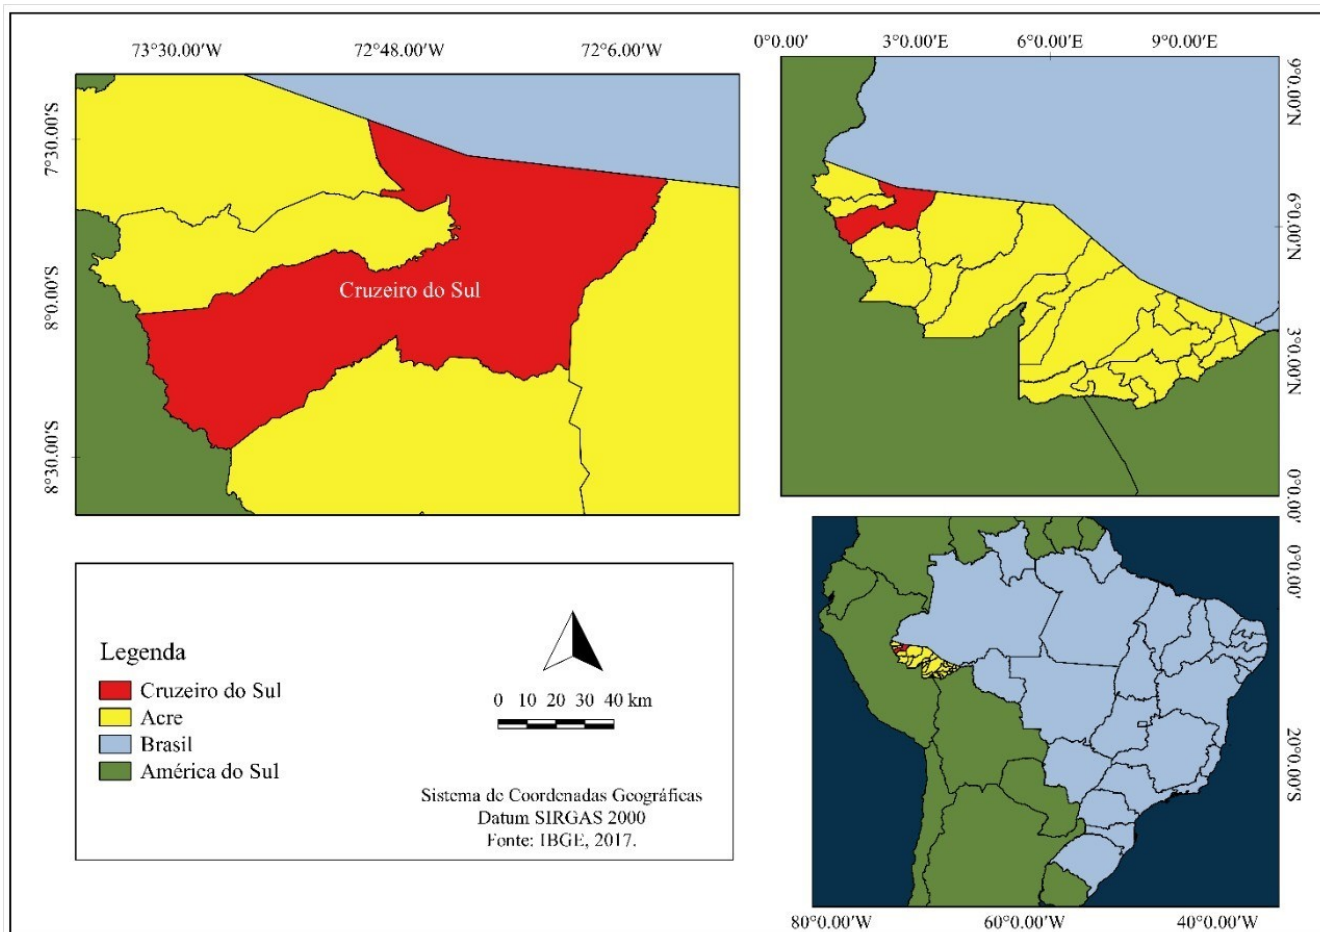 73°30.00'W 72°48.00'W 72°6.00'W
7°30.00'S
8°0.00'S
8°30.00'S
Cruzeiro do Sul
0°0.00' 3°0.00'E 6°0.00'E 9°0.00'E
9°0.00'N
6°0.00'N
3°0.00'N
0°0.00'
Legenda
Cruzeiro do Sul
Acre
Brasil
América do Sul
0 10 20 30 40 km
Sistema de Coordenadas Geográficas
Datum SIRGAS 2000
Fonte: IBGE, 2017.
0°0.00'
20°0.00'S
80°0.00'W 60°0.00'W 40°0.00'W